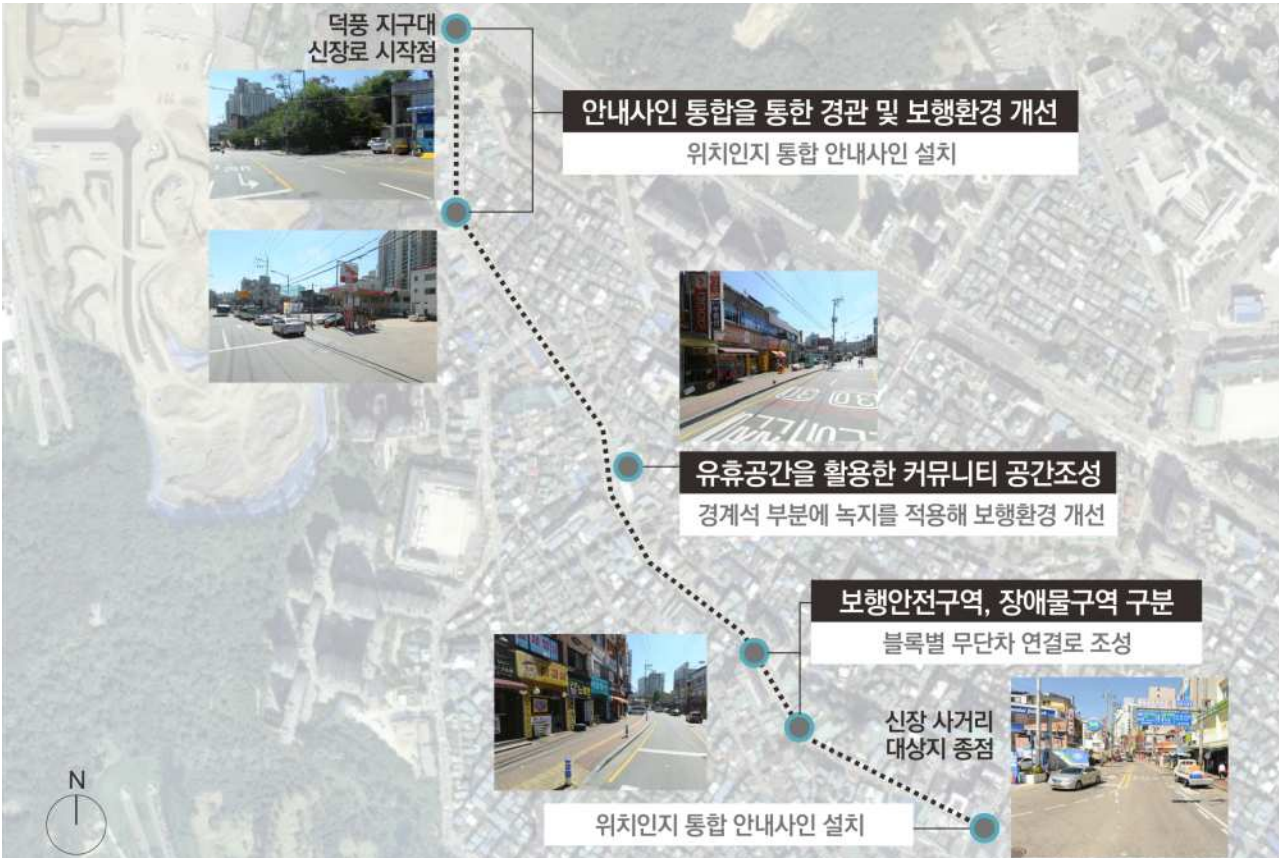 덕풍 지구대
신장로 시작점
안내사인 통합을 통한 경관 및 보행환경 개선
위치인지 통합 안내사인 설치
유휴공간을 활용한 커뮤니티 공간조성
경계석 부분에 녹지를 적용해 보행환경 개선
보행안전구역, 장애물구역 구분
블록별 무단차 연결로 조성
신장 사거리
대상지 종점
위치인지 통합 안내사인 설치
N